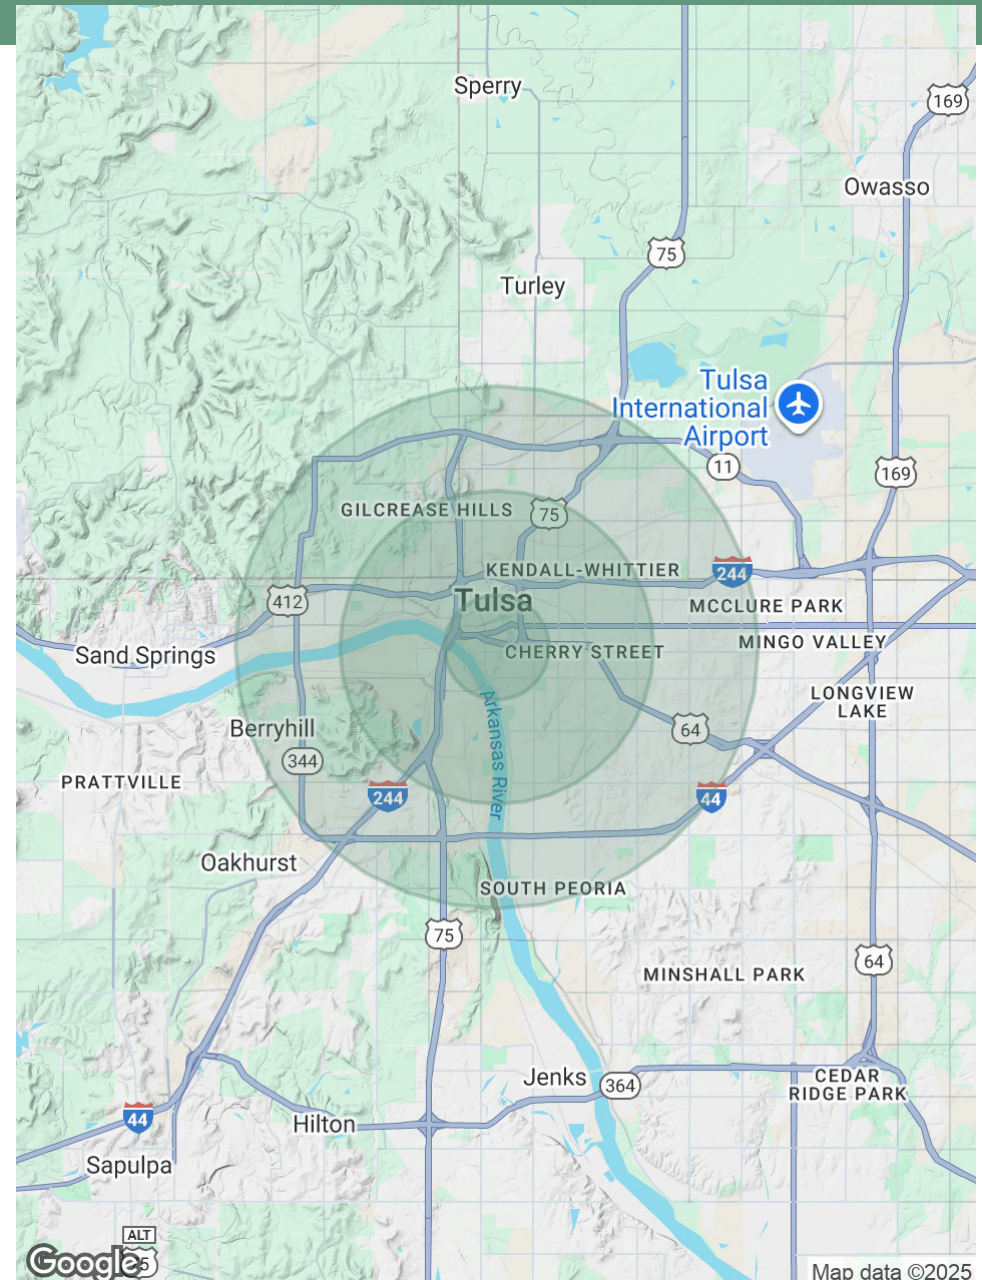 Sperry
169
Owasso
75
Turley
Tulsa
International
Airport
11
169
GILCREASE HILLS
75
KENDALL-WHITTIER
244
412
Tulsa
MCCLURE PARK
MINGO VALLEY
Sand Springs
CHERRY STREET
LONGVIEW
LAKE
Arkansas River
Berryhill
64
344
PRATTVILLE
244
44
Oakhurst
SOUTH PEORIA
75
64
MINSHALL PARK
Jenks
364
CEDAR
RIDGE PARK
44
Hilton
Sapulpa
ALT
Google
Map data ©2025